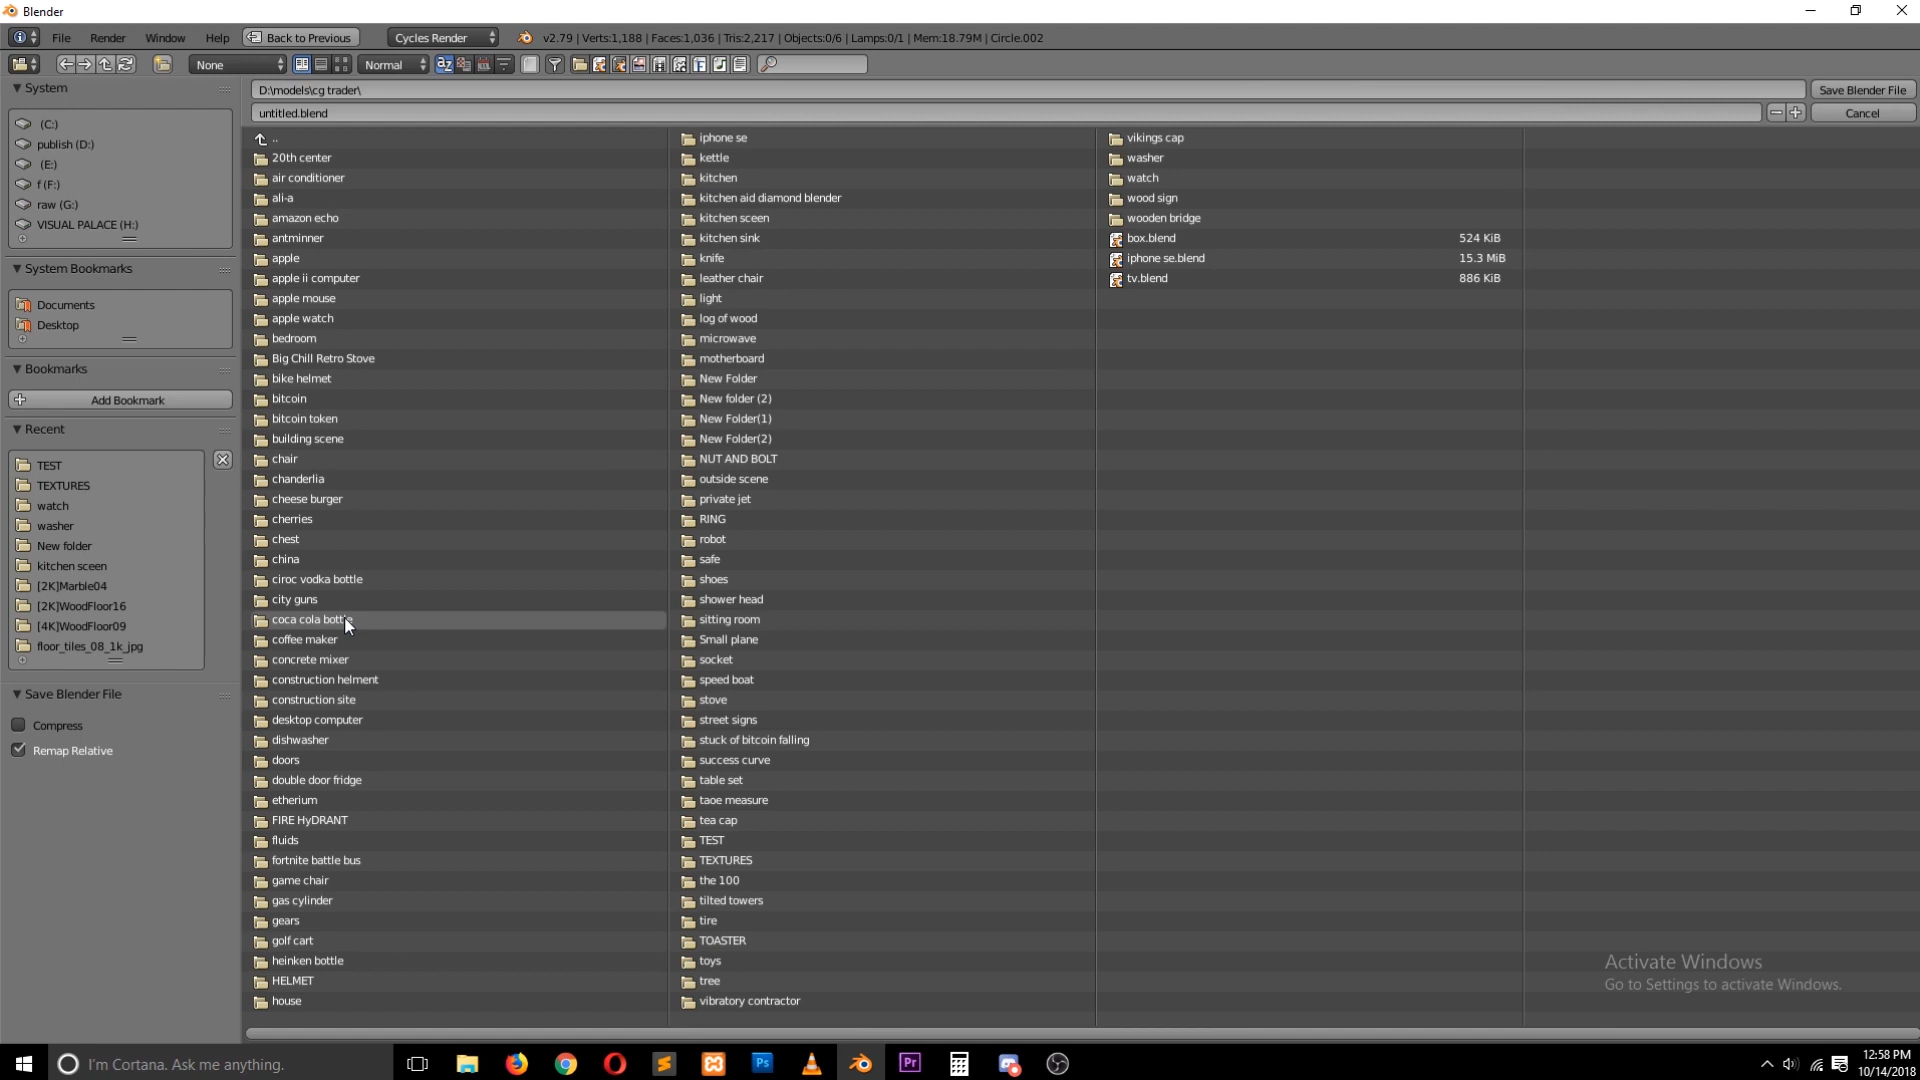 Blender
File Render Window Help Back to Previous Cycles Render v2.79 | Verts:1,188 | Faces:1,036 | Tris:2,217 | Objects:0/6 | Lamps:0/1 | Mem:18.79M | Circle.002
None Normal
System
(C:)
publish (D:)
(E:)
f (F:)
raw (G:)
VISUAL PALACE (H:)
System Bookmarks
Documents
Desktop
Bookmarks
Add Bookmark
Recent
TEST
TEXTURES
watch
washer
New folder
kitchen sceen
[2K]Marble04
[2K]WoodFloor16
[4K]WoodFloor09
floor_tiles_08_1k_jpg
Save Blender File
Compress
Remap Relative
D:\models\cg trader\ Save Blender File
untitled.blend Cancel
..
20th center
air conditioner
ali-a
amazon echo
antminner
apple
apple ii computer
apple mouse
apple watch
bedroom
Big Chill Retro Stove
bike helmet
bitcoin
bitcoin token
building scene
chair
chanderlia
cheese burger
cherries
chest
china
ciroc vodka bottle
city guns
coca cola bottle
coffee maker
concrete mixer
construction helment
construction site
desktop computer
dishwasher
doors
double door fridge
etherium
FIRE HyDRANT
fluids
fortnite battle bus
game chair
gas cylinder
gears
golf cart
heinken bottle
HELMET
house
iphone se
kettle
kitchen
kitchen aid diamond blender
kitchen sceen
kitchen sink
knife
leather chair
light
log of wood
microwave
motherboard
New Folder
New folder (2)
New Folder(1)
New Folder(2)
NUT AND BOLT
outside scene
private jet
RING
robot
safe
shoes
shower head
sitting room
Small plane
socket
speed boat
stove
street signs
stuck of bitcoin falling
success curve
table set
taoe measure
tea cap
TEST
TEXTURES
the 100
tilted towers
tire
TOASTER
toys
tree
vibratory contractor
vikings cap
washer
watch
wood sign
wooden bridge
box.blend 524 KiB
iphone se.blend 15.3 MiB
tv.blend 886 KiB
Activate Windows
Go to Settings to activate Windows.
I'm Cortana. Ask me anything.
12:58 PM
10/14/2018